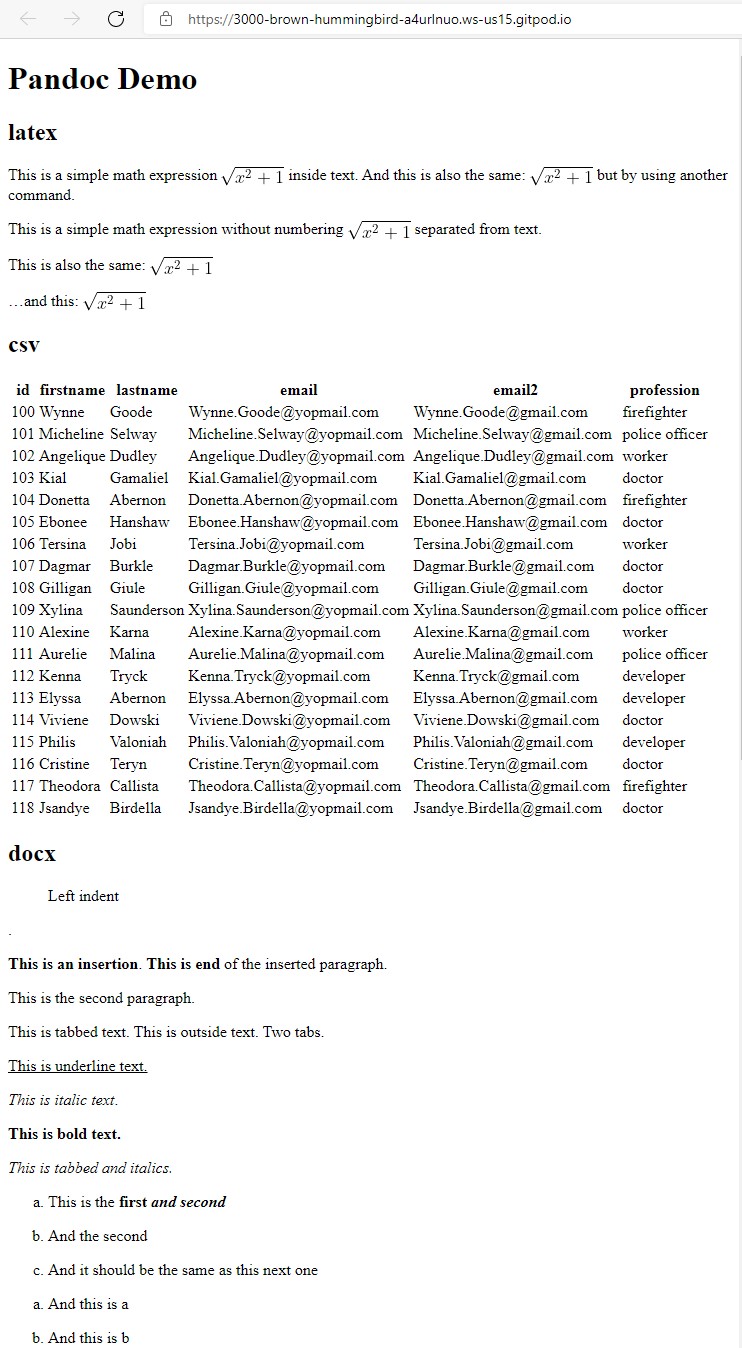 https://3000-brown-hummingbird-a4urlnuo.ws-us15.gitpod.io
Pandoc Demo
latex
This is a simple math expression √x² + 1 inside text. And this is also the same: √x² + 1 but by using another
command.
This is a simple math expression without numbering √x² + 1 separated from text.
This is also the same: √x² + 1
…and this: √x² + 1
csv
id firstname lastname email email2 profession
100 Wynne Goode Wynne.Goode@yopmail.com Wynne.Goode@gmail.com firefighter
101 Micheline Selway Micheline.Selway@yopmail.com Micheline.Selway@gmail.com police officer
102 Angelique Dudley Angelique.Dudley@yopmail.com Angelique.Dudley@gmail.com worker
103 Kial Gamaliel Kial.Gamaliel@yopmail.com Kial.Gamaliel@gmail.com doctor
104 Donetta Abernon Donetta.Abernon@yopmail.com Donetta.Abernon@gmail.com firefighter
105 Ebonee Hanshaw Ebonee.Hanshaw@yopmail.com Ebonee.Hanshaw@gmail.com doctor
106 Tersina Jobi Tersina.Jobi@yopmail.com Tersina.Jobi@gmail.com worker
107 Dagmar Burkle Dagmar.Burkle@yopmail.com Dagmar.Burkle@gmail.com doctor
108 Gilligan Giule Gilligan.Giule@yopmail.com Gilligan.Giule@gmail.com doctor
109 Xylina Saunderson Xylina.Saunderson@yopmail.com Xylina.Saunderson@gmail.com police officer
110 Alexine Karna Alexine.Karna@yopmail.com Alexine.Karna@gmail.com worker
111 Aurelie Malina Aurelie.Malina@yopmail.com Aurelie.Malina@gmail.com police officer
112 Kenna Tryck Kenna.Tryck@yopmail.com Kenna.Tryck@gmail.com developer
113 Elyssa Abernon Elyssa.Abernon@yopmail.com Elyssa.Abernon@gmail.com developer
114 Viviene Dowski Viviene.Dowski@yopmail.com Viviene.Dowski@gmail.com doctor
115 Philis Valoniah Philis.Valoniah@yopmail.com Philis.Valoniah@gmail.com developer
116 Cristine Teryn Cristine.Teryn@yopmail.com Cristine.Teryn@gmail.com doctor
117 Theodora Callista Theodora.Callista@yopmail.com Theodora.Callista@gmail.com firefighter
118 Jsandye Birdella Jsandye.Birdella@yopmail.com Jsandye.Birdella@gmail.com doctor
docx
Left indent
.
This is an insertion. This is end of the inserted paragraph.
This is the second paragraph.
This is tabbed text. This is outside text. Two tabs.
This is underline text.
This is italic text.
This is bold text.
This is tabbed and italics.
a. This is the first and second
b. And the second
c. And it should be the same as this next one
a. And this is a
b. And this is b